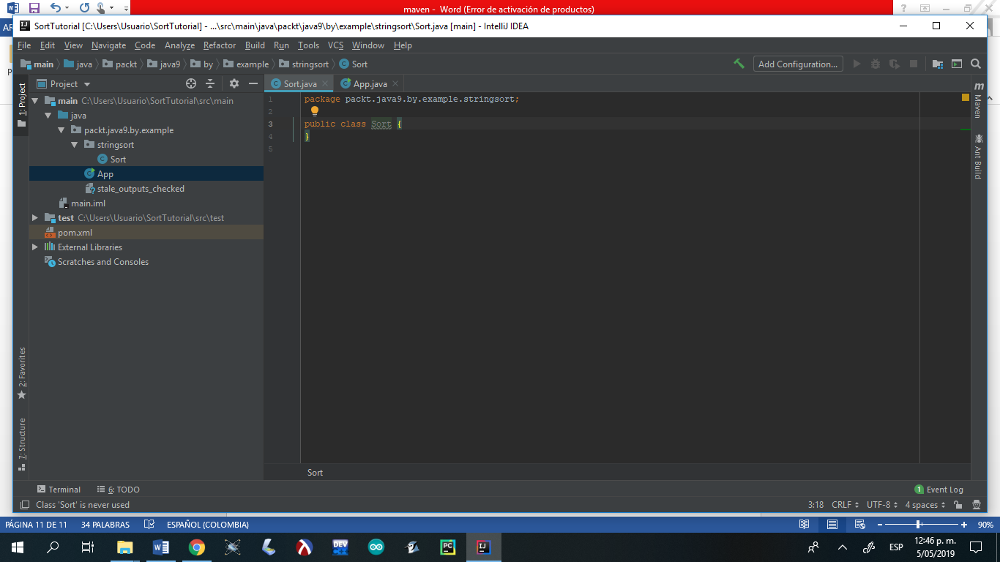 maven - Word (Error de activación de productos)
AR
SortTutorial [C:\Users\Usuario\SortTutorial] - ...\src\main\java\packt\java9\by\example\stringsort\Sort.java [main] - IntelliJ IDEA
File Edit View Navigate Code Analyze Refactor Build Run Tools VCS Window Help
main java packt java9 by example stringsort Sort Add Configuration...
P
Project
Sort.java App.java
1: Project
main C:\Users\Usuario\SortTutorial\src\main
java
packt.java9.by.example
stringsort
Sort
App
stale_outputs_checked
main.iml
test C:\Users\Usuario\SortTutorial\src\test
pom.xml
External Libraries
Scratches and Consoles
2: Favorites
7: Structure
1 package packt.java9.by.example.stringsort;
2
3 public class Sort {
4 }
5
m Maven
Ant Build
Sort
Terminal 6: TODO 1 Event Log
Class 'Sort' is never used 3:18 CRLF UTF-8 4 spaces
PÁGINA 11 DE 11 34 PALABRAS ESPAÑOL (COLOMBIA) 90%
DEV C++ PC IJ ESP 12:46 p. m.
5/05/2019